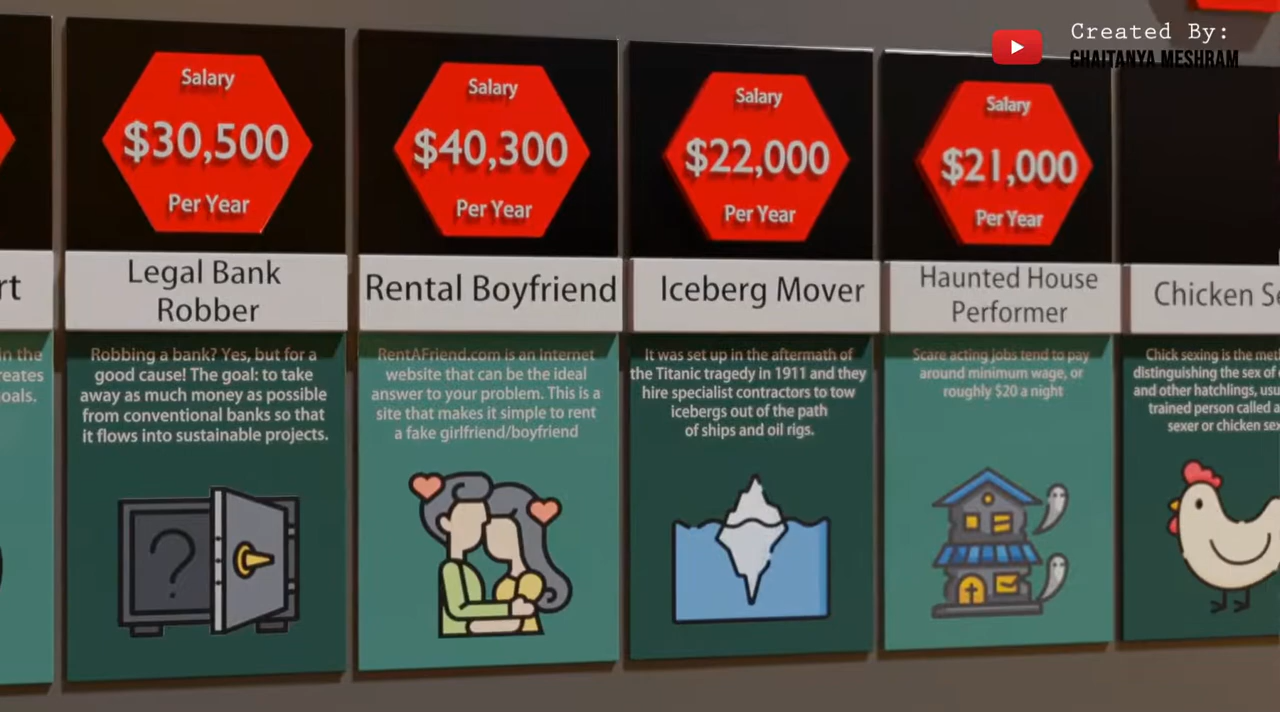 Created By:
CHAITANYA MESHRAM
rt
in the
reates
oals.
Salary
$30,500
Per Year
Legal Bank
Robber
Robbing a bank? Yes, but for a
good cause! The goal: to take
away as much money as possible
from conventional banks so that
it flows into sustainable projects.
Salary
$40,300
Per Year
Rental Boyfriend
RentAFriend.com is an Internet
website that can be the ideal
answer to your problem. This is a
site that makes it simple to rent
a fake girlfriend/boyfriend
Salary
$22,000
Per Year
Iceberg Mover
It was set up in the aftermath of
the Titanic tragedy in 1911 and they
hire specialist contractors to tow
icebergs out of the path
of ships and oil rigs.
Salary
$21,000
Per Year
Haunted House
Performer
Scare acting jobs tend to pay
around minimum wage, or
roughly $20 a night
Chicken Se
Chick sexing is the met
distinguishing the sex of
and other hatchlings, usu
trained person called a
sexer or chicken sex